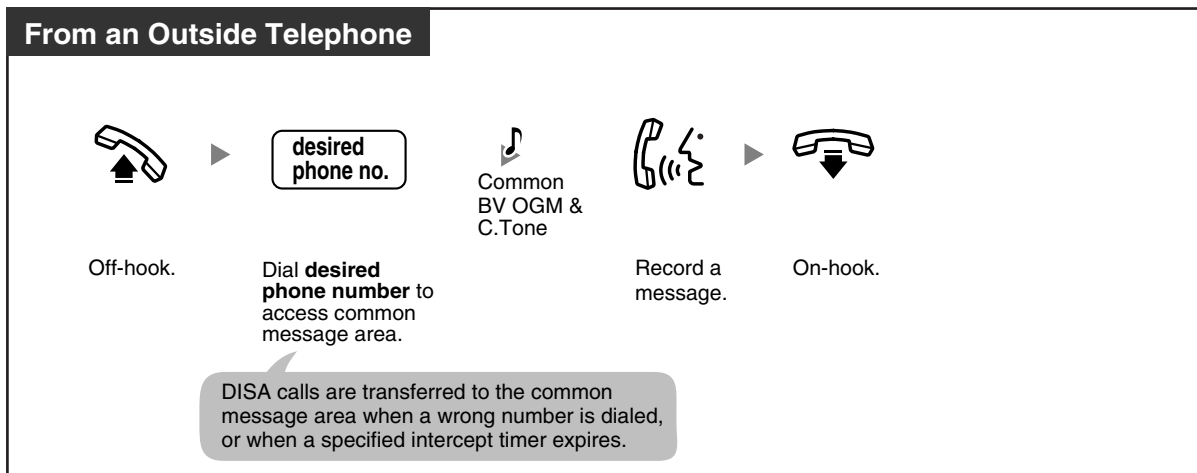 From an Outside Telephone
desired
phone no.
Common
BV OGM &
C.Tone
Off-hook.
Dial desired
phone number to
access common
message area.
Record a
message.
On-hook.
DISA calls are transferred to the common
message area when a wrong number is dialed,
or when a specified intercept timer expires.